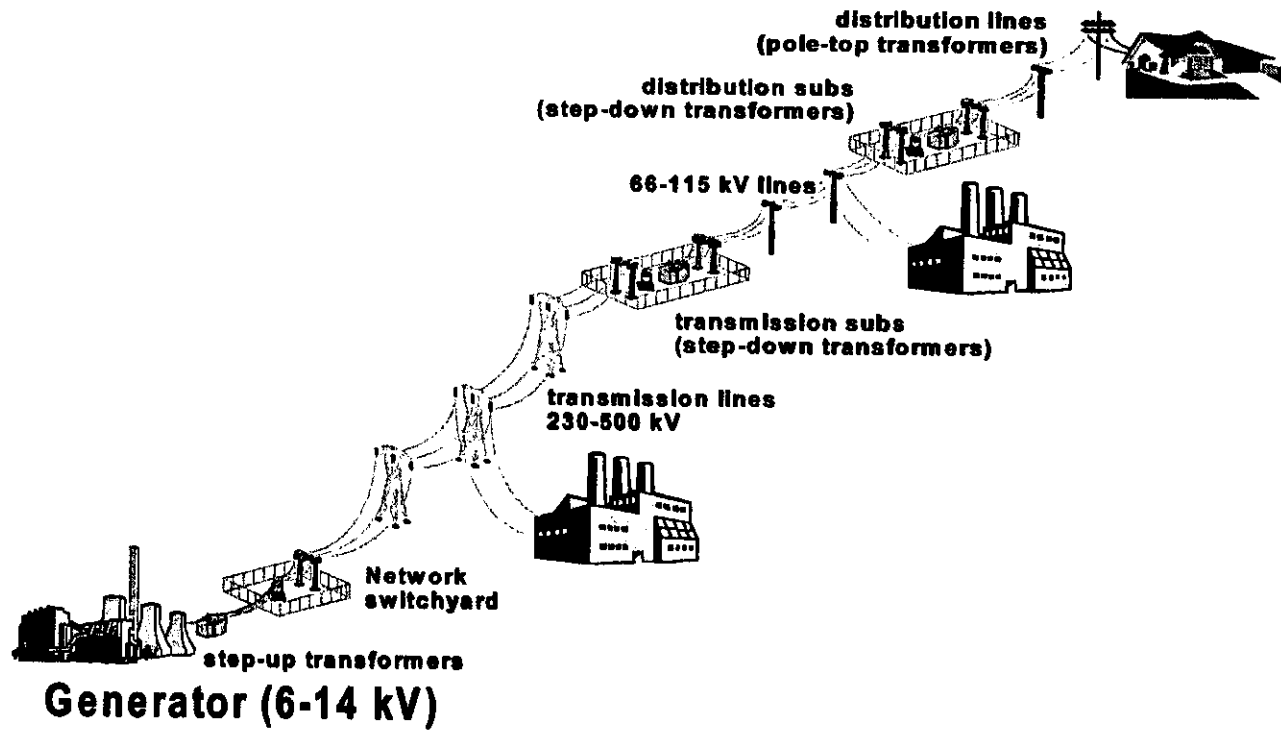 distribution lines
(pole-top transformers)
distribution subs
(step-down transformers)
66-115 kV lines
transmission subs
(step-down transformers)
transmission lines
230-500 kV
Network
switchyard
step-up transformers
Generator (6-14 kV)